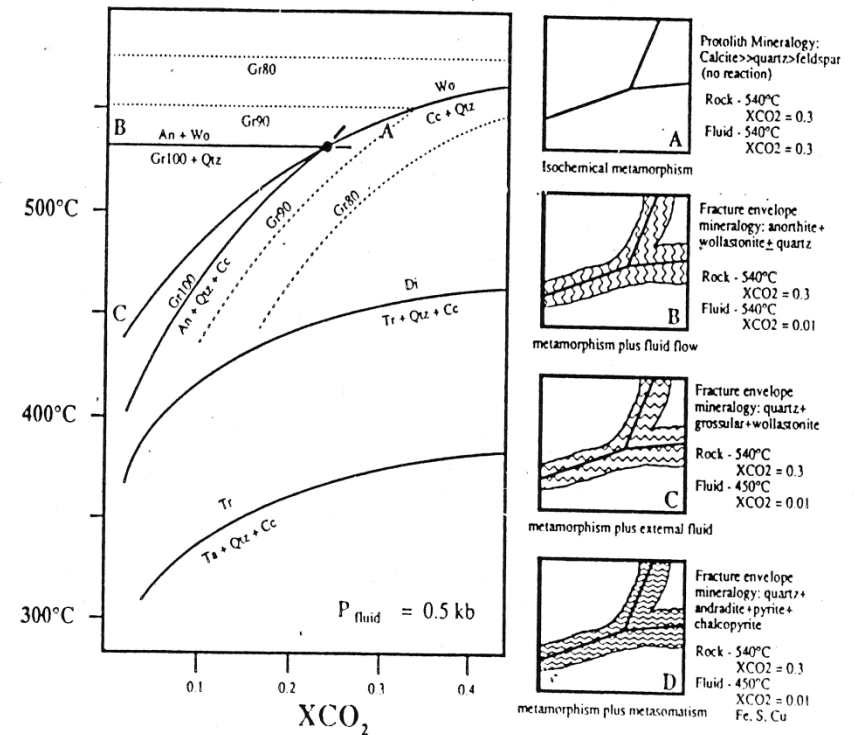 Gr80
Wo
Cc + Qtz
Gr90
A
B
An + Wo
Gr100 + Qtz
500°C
Gr90
Gr80
Gr100
An + Qtz + Cc
C
Di
Tr + Qtz + Cc
400°C
Tr
Ta + Qtz + Cc
300°C
P fluid = 0.5 kb
0.1
0.2
0.3
0.4
XCO2
Protolith Mineralogy:
Calcite>>quartz>feldspar
(no reaction)
Rock - 540°C
XCO2 = 0.3
Fluid - 540°C
XCO2 = 0.3
A
Isochemical metamorphism
Fracture envelope
mineralogy: anorthite+
wollastonite± quartz
Rock - 540°C
XCO2 = 0.3
Fluid - 540°C
XCO2 = 0.01
B
metamorphism plus fluid flow
Fracture envelope
mineralogy: quartz+
grossular+wollastonite
Rock - 540°C
XCO2 = 0.3
Fluid - 450°C
XCO2 = 0.01
C
metamorphism plus external fluid
Fracture envelope
mineralogy: quartz+
andradite+pyrite+
chalcopyrite
Rock - 540°C
XCO2 = 0.3
Fluid - 450°C
XCO2 = 0.01
Fe, S, Cu
D
metamorphism plus metasomatism